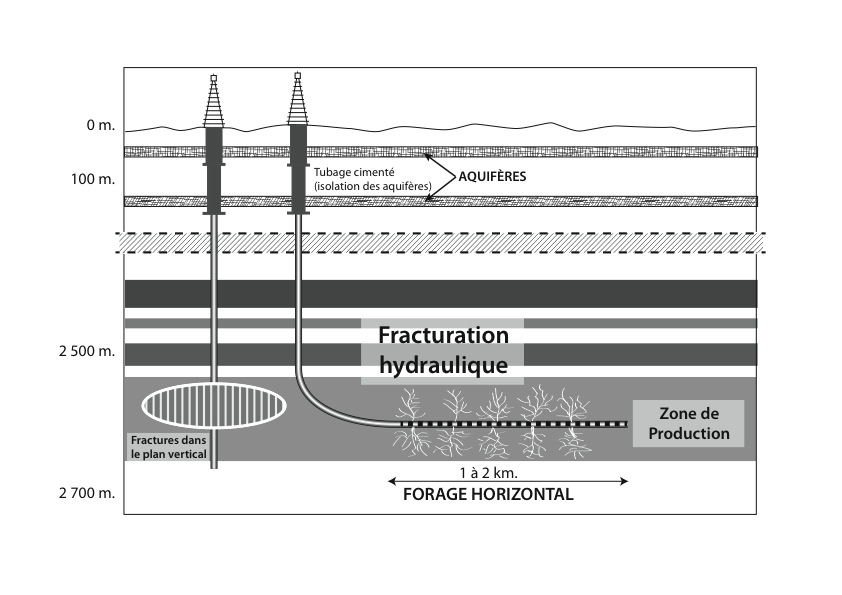 0 m.
Tubage cimenté
(isolation des aquifères)
AQUIFÈRES
100 m.
Fracturation
hydraulique
2 500 m.
Zone de
Production
Fractures dans
le plan vertical
1 à 2 km.
FORAGE HORIZONTAL
2 700 m.